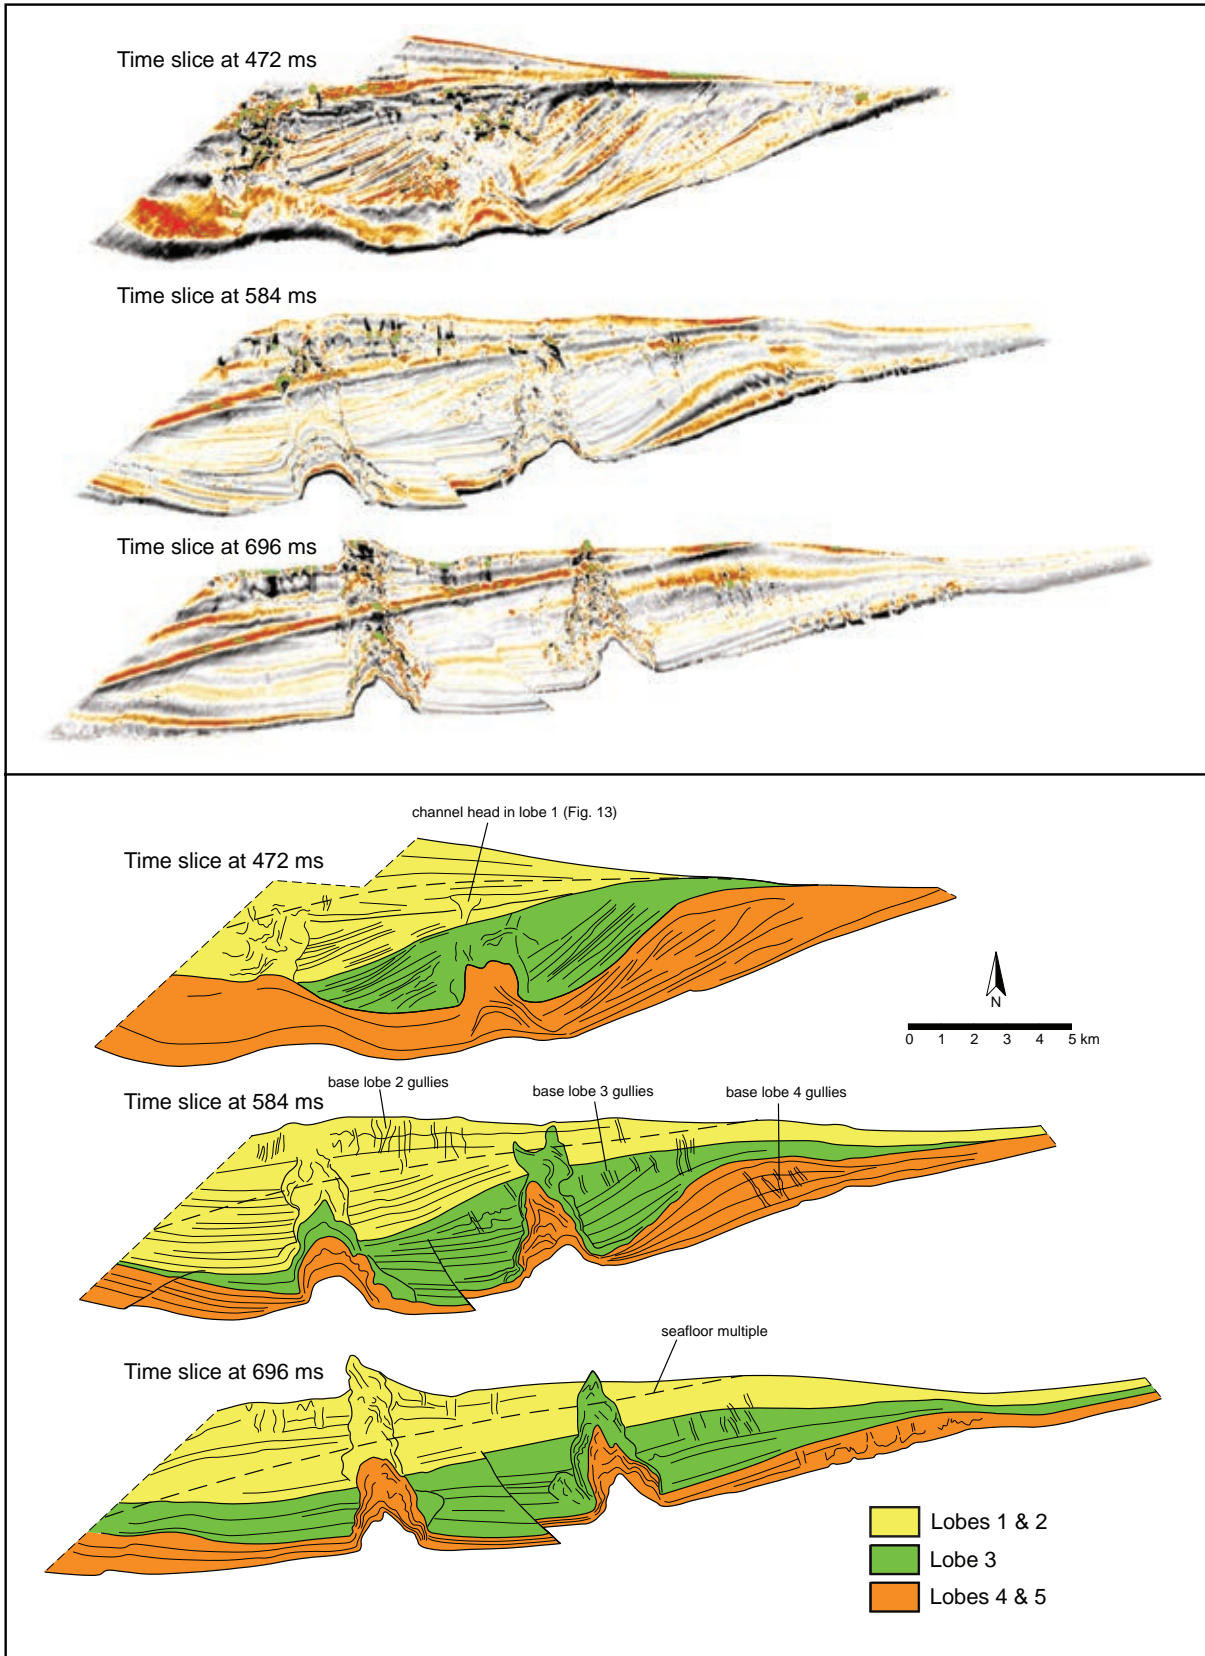 Time slice at 472 ms
Time slice at 584 ms
Time slice at 696 ms
channel head in lobe 1 (Fig. 13)
Time slice at 472 ms
N
0 1 2 3 4 5 km
base lobe 2 gullies
base lobe 3 gullies
base lobe 4 gullies
Time slice at 584 ms
seafloor multiple
Time slice at 696 ms
Lobes 1 & 2
Lobe 3
Lobes 4 & 5